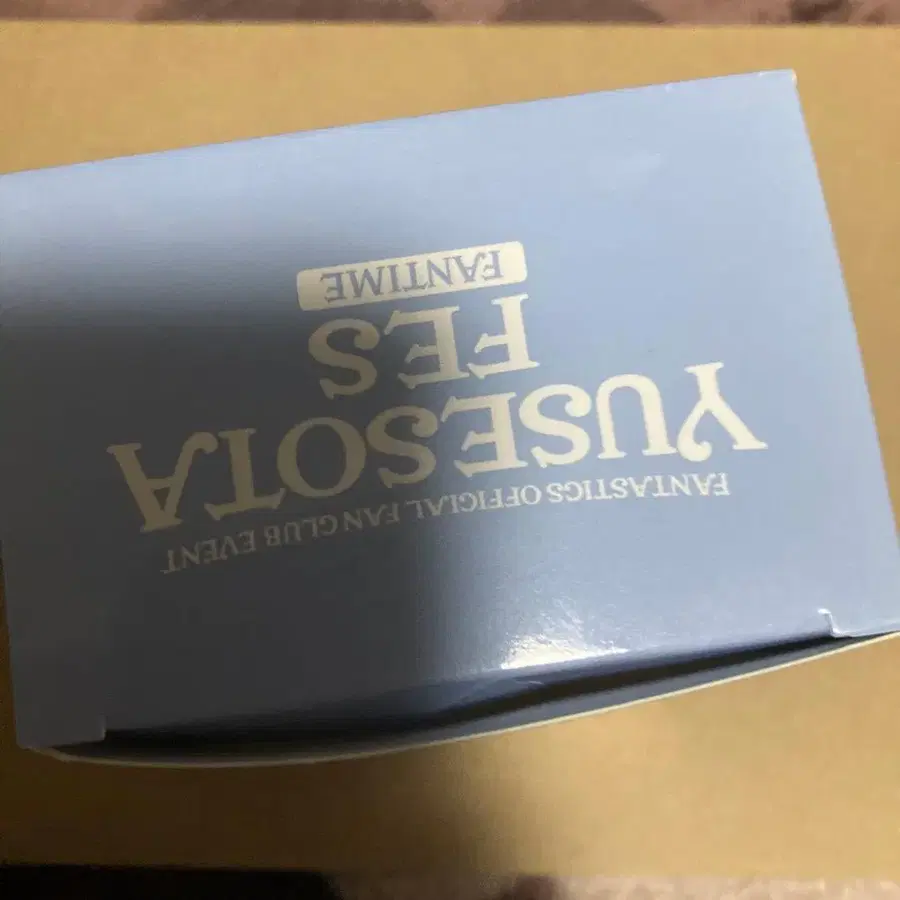 FANTASTICS OFFICIAL FAN CLUB EVENT
YUSESOTA
FES
FANTIME